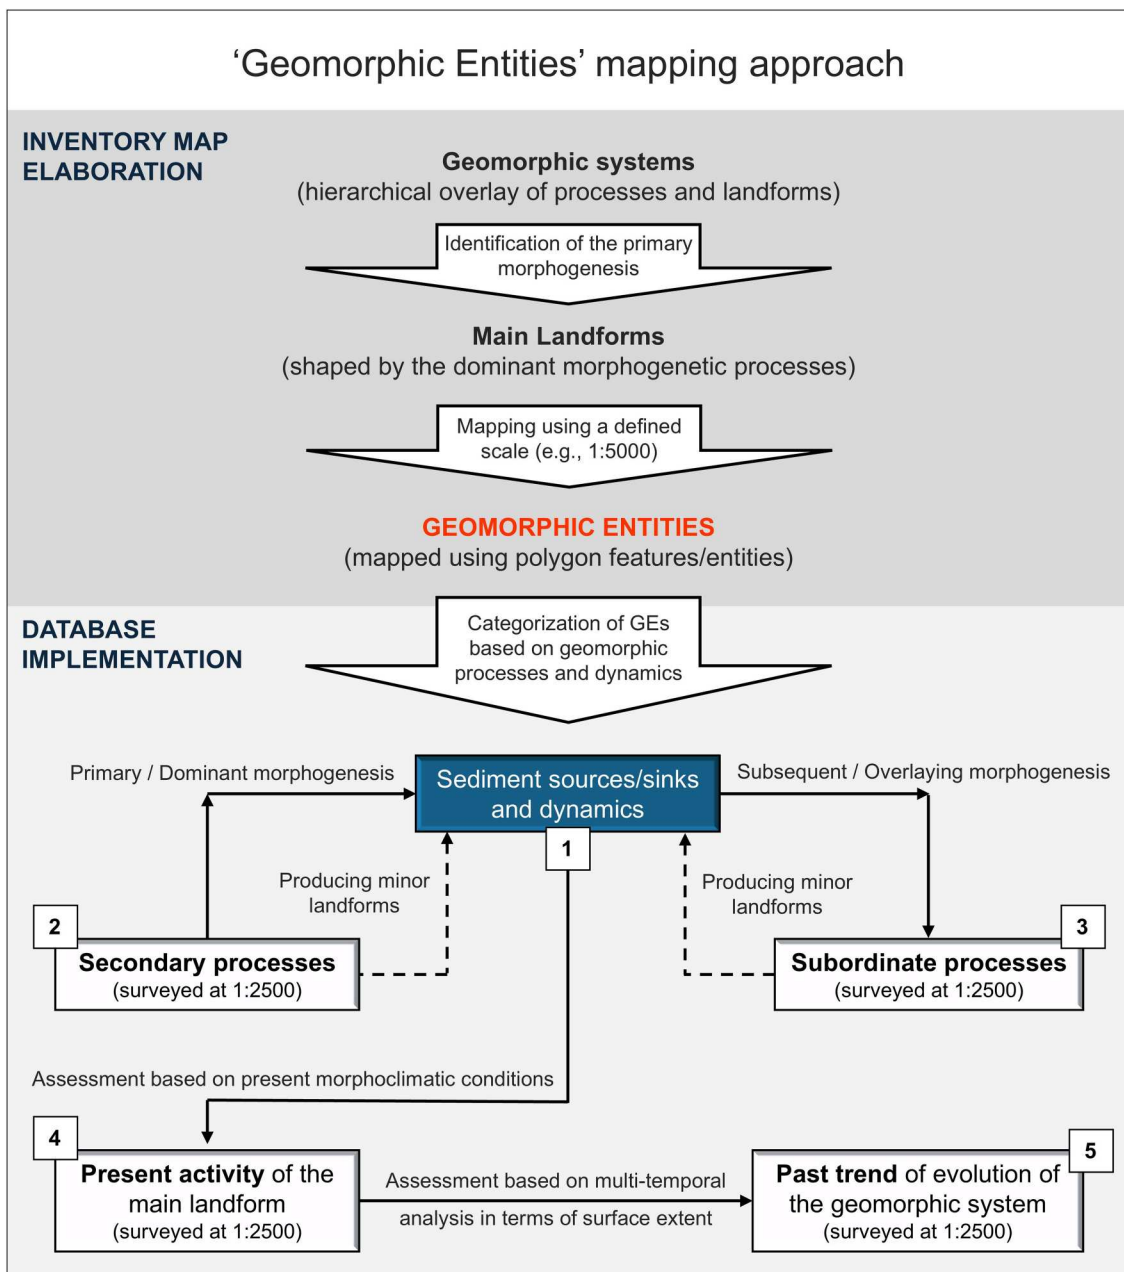 ‘Geomorphic Entities’ mapping approach
INVENTORY MAP
ELABORATION
Geomorphic systems
(hierarchical overlay of processes and landforms)
Identification of the primary
morphogenesis
Main Landforms
(shaped by the dominant morphogenetic processes)
Mapping using a defined
scale (e.g., 1:5000)
GEOMORPHIC ENTITIES
(mapped using polygon features/entities)
DATABASE
IMPLEMENTATION
Categorization of GEs
based on geomorphic
processes and dynamics
Primary / Dominant morphogenesis
Sediment sources/sinks
and dynamics
Subsequent / Overlaying morphogenesis
1
Producing minor
landforms
Producing minor
landforms
2
Secondary processes
(surveyed at 1:2500)
3
Subordinate processes
(surveyed at 1:2500)
Assessment based on present morphoclimatic conditions
4
Present activity of the
main landform
(surveyed at 1:2500)
Assessment based on multi-temporal
analysis in terms of surface extent
5
Past trend of evolution of
the geomorphic system
(surveyed at 1:2500)